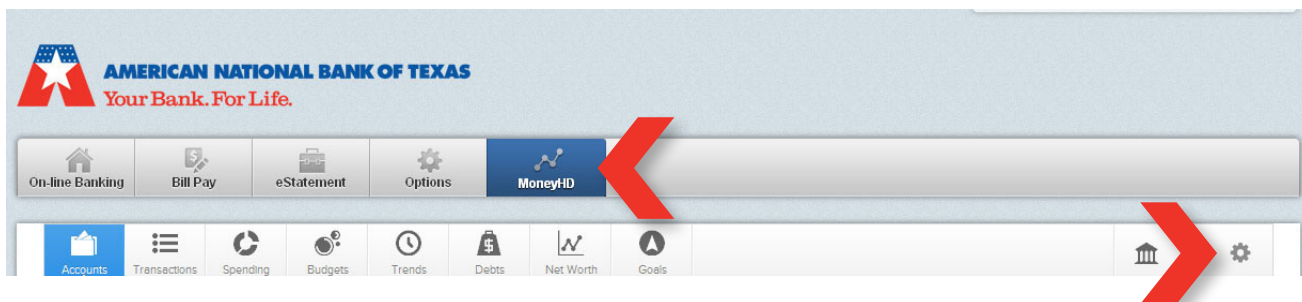 AMERICAN NATIONAL BANK OF TEXAS
Your Bank. For Life.
On-line Banking Bill Pay eStatement Options MoneyHD
Accounts Transactions Spending Budgets Trends Debts Net Worth Goals